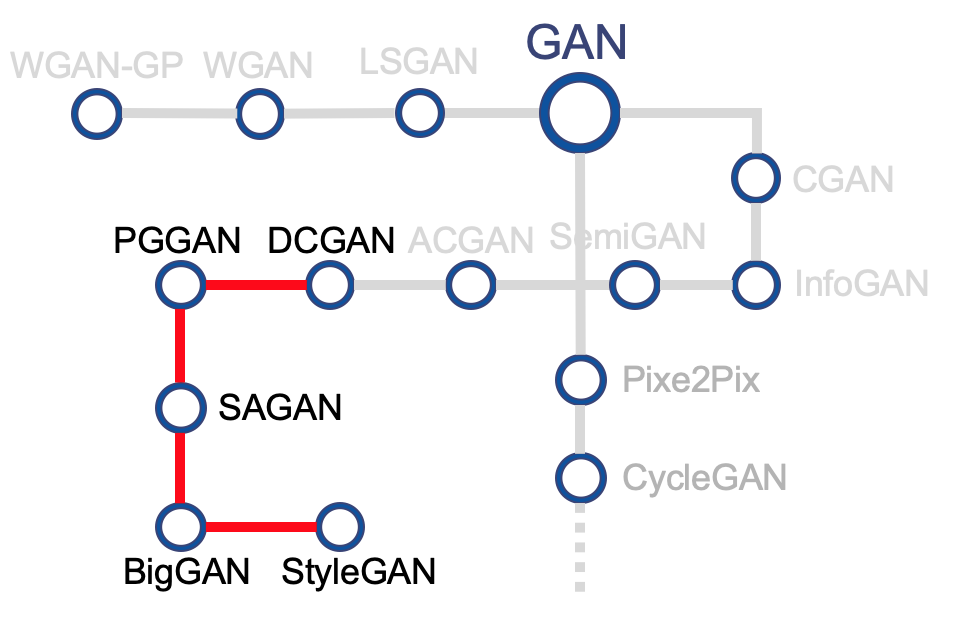 GAN
WGAN-GP
WGAN
LSGAN
CGAN
PGGAN
DCGAN
ACGAN
SemiGAN
InfoGAN
Pixe2Pix
SAGAN
CycleGAN
BigGAN
StyleGAN